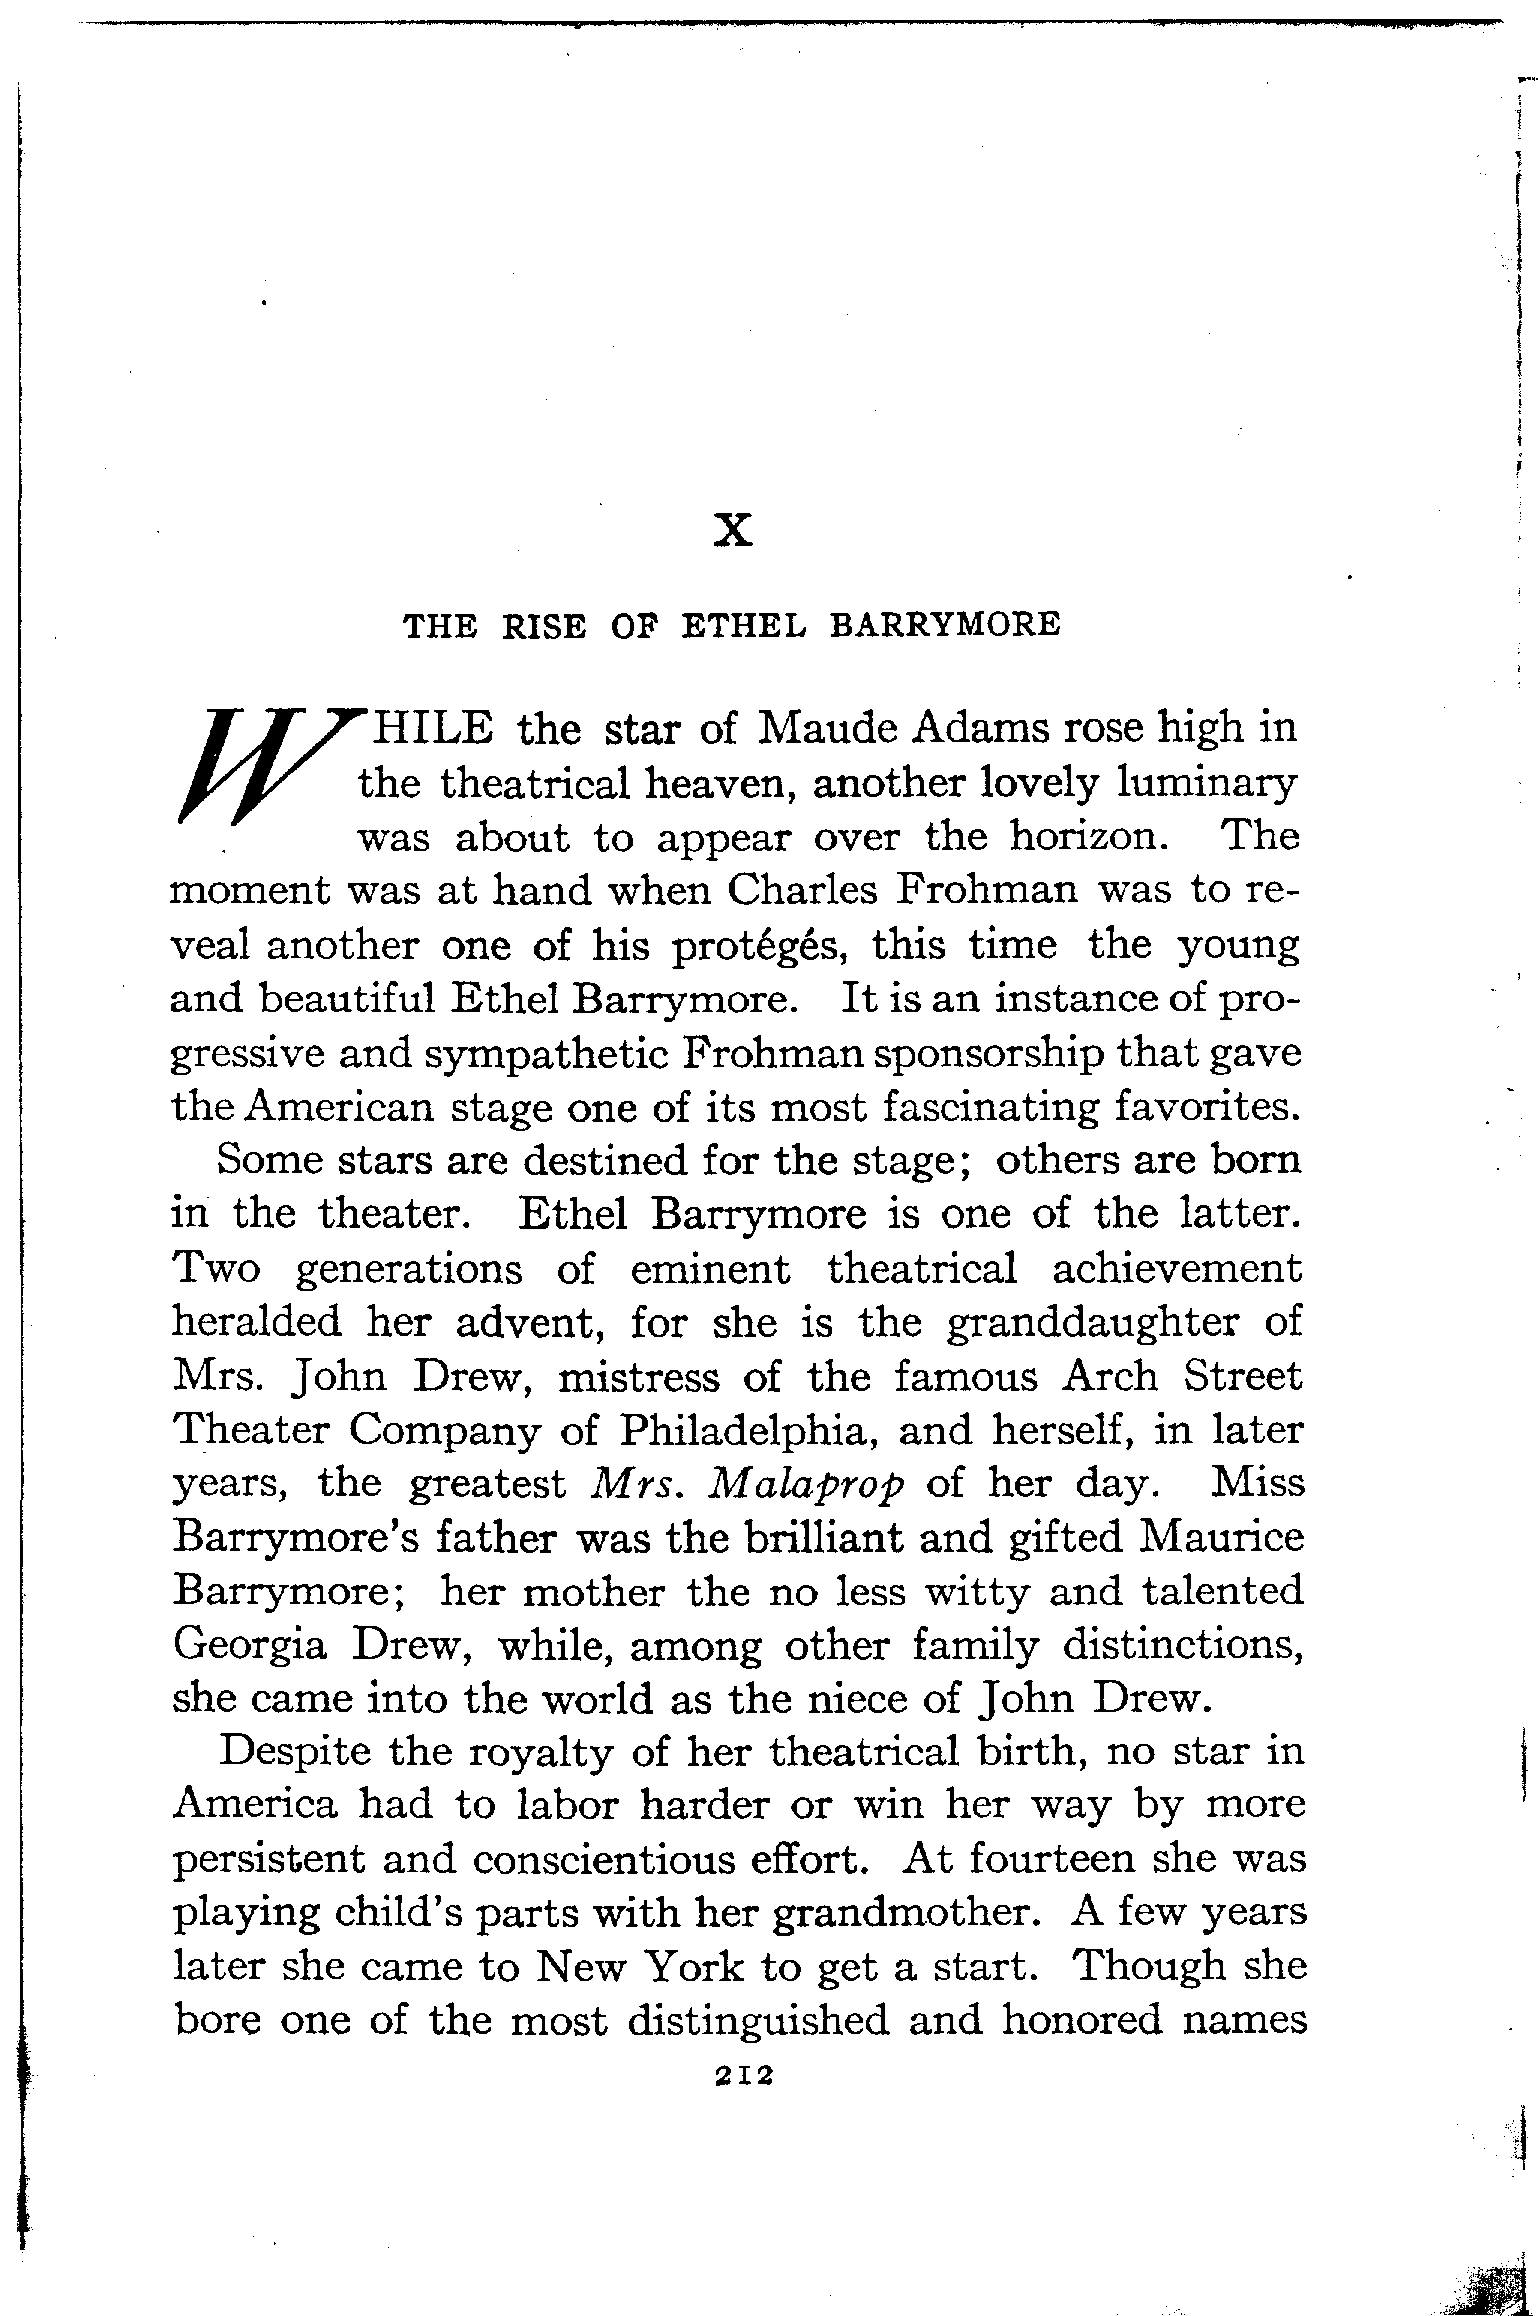 X
THE RISE OF ETHEL BARRYMORE
WHILE the star of Maude Adams rose high in
the theatrical heaven, another lovely luminary
was about to appear over the horizon. The
moment was at hand when Charles Frohman was to re-
veal another one of his protégés, this time the young
and beautiful Ethel Barrymore. It is an instance of pro-
gressive and sympathetic Frohman sponsorship that gave
the American stage one of its most fascinating favorites.
Some stars are destined for the stage; others are born
in the theater. Ethel Barrymore is one of the latter.
Two generations of eminent theatrical achievement
heralded her advent, for she is the granddaughter of
Mrs. John Drew, mistress of the famous Arch Street
Theater Company of Philadelphia, and herself, in later
years, the greatest Mrs. Malaprop of her day. Miss
Barrymore's father was the brilliant and gifted Maurice
Barrymore; her mother the no less witty and talented
Georgia Drew, while, among other family distinctions,
she came into the world as the niece of John Drew.
Despite the royalty of her theatrical birth, no star in
America had to labor harder or win her way by more
persistent and conscientious effort. At fourteen she was
playing child's parts with her grandmother. A few years
later she came to New York to get a start. Though she
bore one of the most distinguished and honored names
212